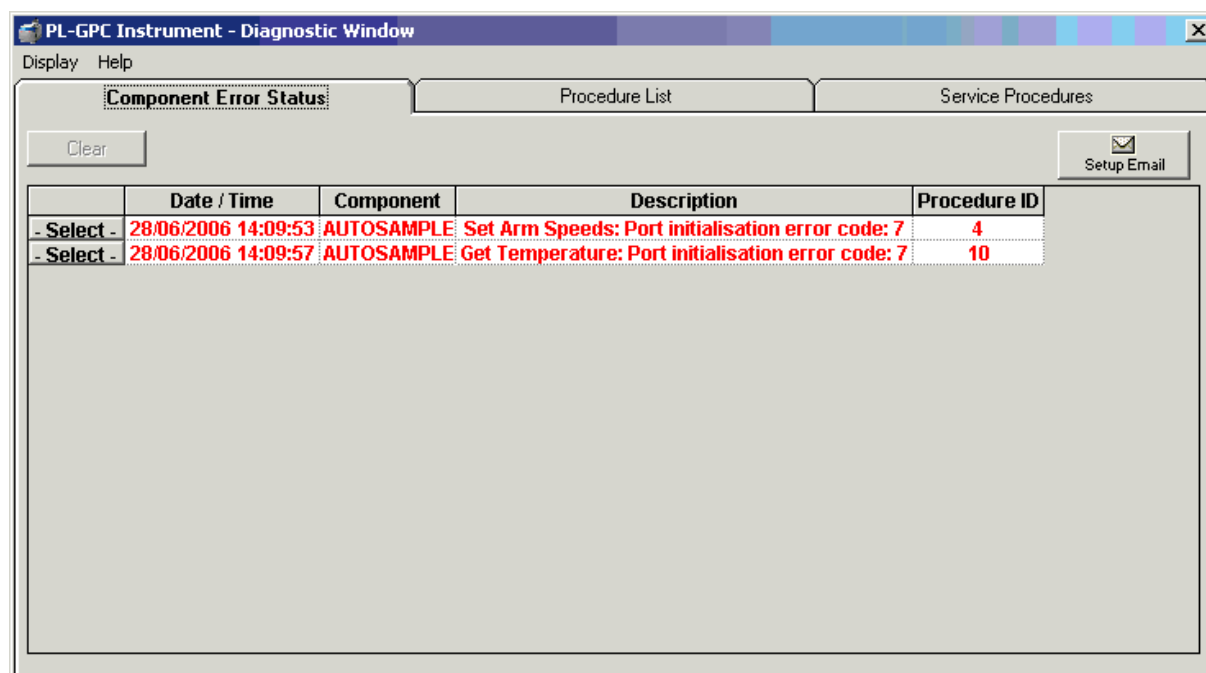 PL-GPC Instrument - Diagnostic Window
Display Help
Component Error Status Procedure List Service Procedures
Clear
Setup Email
Date / Time Component Description Procedure ID
- Select - 28/06/2006 14:09:53 AUTOSAMPLE Set Arm Speeds: Port initialisation error code: 7 4
- Select - 28/06/2006 14:09:57 AUTOSAMPLE Get Temperature: Port initialisation error code: 7 10